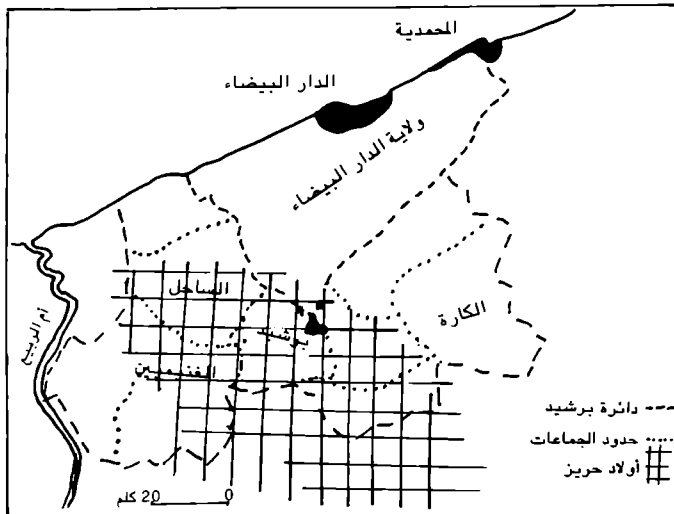 المحمدية
الدار البيضاء
ولاية الدار البيضاء
الساحل
الكارة
برشيد
أم الربيع
الغنيميين
دائرة برشيد
حدود الجماعات
أولاد حريز
20 كلم 0